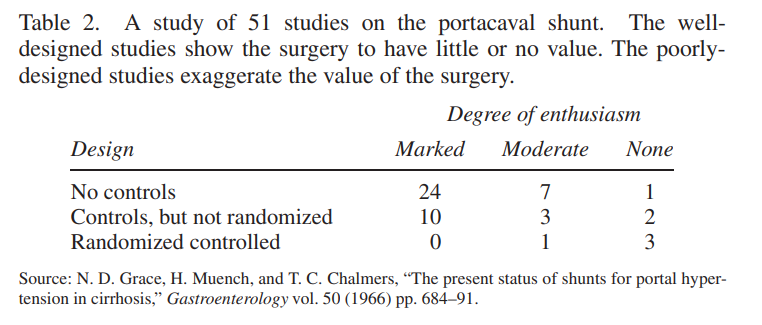 Table 2. A study of 51 studies on the portacaval shunt. The well-
designed studies show the surgery to have little or no value. The poorly-
designed studies exaggerate the value of the surgery.
Degree of enthusiasm
Design Marked Moderate None
No controls 24 7 1
Controls, but not randomized 10 3 2
Randomized controlled 0 1 3
Source: N. D. Grace, H. Muench, and T. C. Chalmers, “The present status of shunts for portal hyper-
tension in cirrhosis,” Gastroenterology vol. 50 (1966) pp. 684–91.